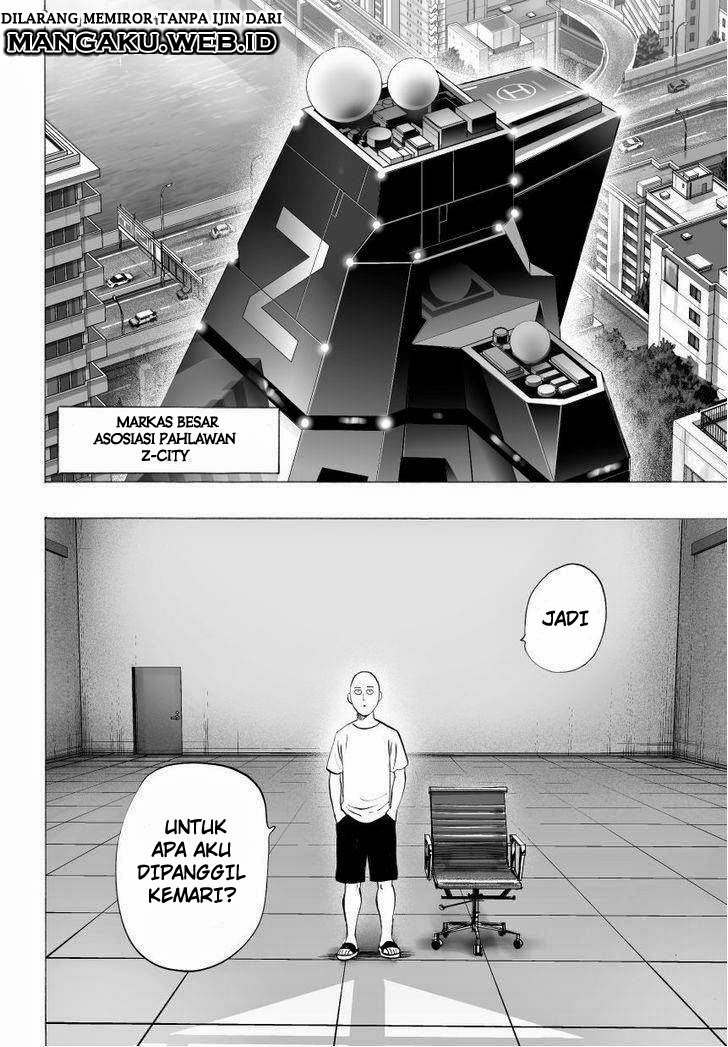 DILARANG MEMIROR TANPA IJIN DARI
MANGAKU.WEB.ID
H
Z
MARKAS BESAR
ASOSIASI PAHLAWAN
Z-CITY
JADI
UNTUK
APA AKU
DIPANGGIL
KEMARI?